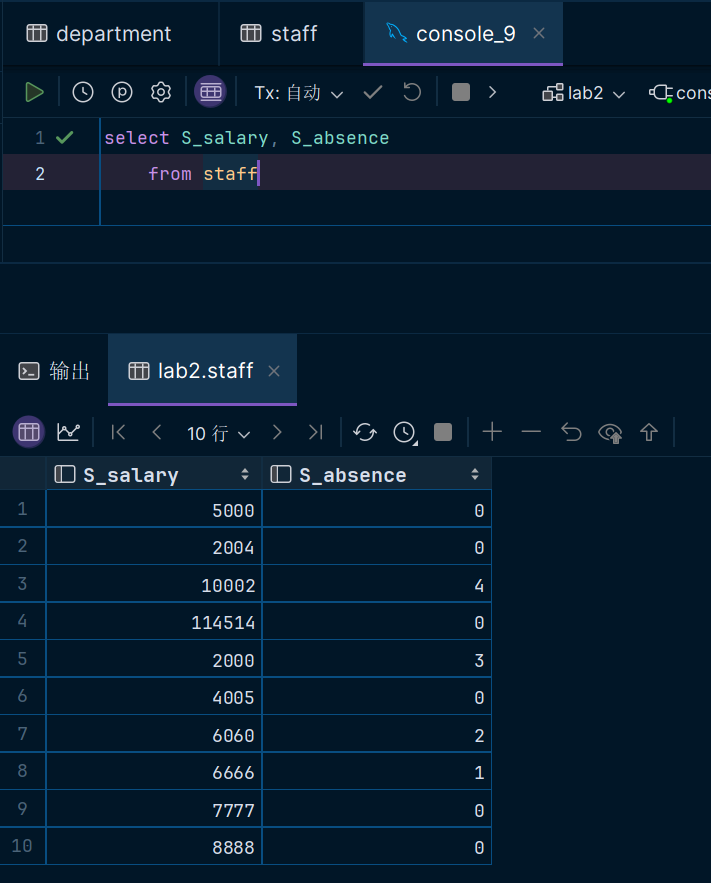 department staff console_9
Tx: 自动 lab2 cons
1 select S_salary, S_absence
2 from staff
输出 lab2.staff
10 行
S_salary S_absence
1 5000 0
2 2004 0
3 10002 4
4 114514 0
5 2000 3
6 4005 0
7 6060 2
8 6666 1
9 7777 0
10 8888 0